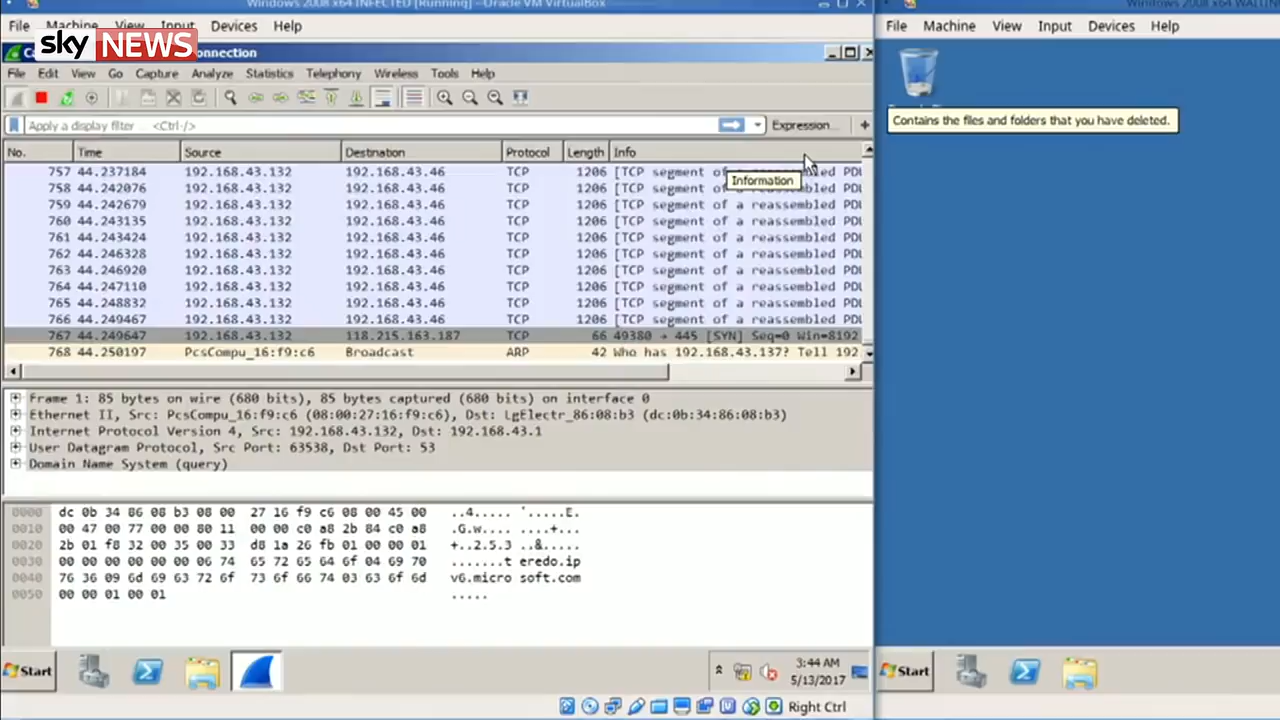 Windows 2008 x64 INFECTED [Running] - Oracle VM VirtualBox
File Machine View Input Devices Help
sky NEWS
onnection
File Edit View Go Capture Analyze Statistics Telephony Wireless Tools Help
Apply a display filter ... <Ctrl-/>
Expression... +
No. Time Source Destination Protocol Length Info
757 44.237184 192.168.43.132 192.168.43.46 TCP 1206 [TCP segment of a reassembled PDU
Information
758 44.242076 192.168.43.132 192.168.43.46 TCP 1206 [TCP segment of a reassembled PDU
759 44.242679 192.168.43.132 192.168.43.46 TCP 1206 [TCP segment of a reassembled PDU
760 44.243135 192.168.43.132 192.168.43.46 TCP 1206 [TCP segment of a reassembled PDU
761 44.243424 192.168.43.132 192.168.43.46 TCP 1206 [TCP segment of a reassembled PDU
762 44.246328 192.168.43.132 192.168.43.46 TCP 1206 [TCP segment of a reassembled PDU
763 44.246920 192.168.43.132 192.168.43.46 TCP 1206 [TCP segment of a reassembled PDU
764 44.247110 192.168.43.132 192.168.43.46 TCP 1206 [TCP segment of a reassembled PDU
765 44.248832 192.168.43.132 192.168.43.46 TCP 1206 [TCP segment of a reassembled PDU
766 44.249467 192.168.43.132 192.168.43.46 TCP 1206 [TCP segment of a reassembled PDU
767 44.249647 192.168.43.132 118.215.163.187 TCP 66 49380 → 445 [SYN] Seq=0 Win=8192
768 44.250197 PcsCompu_16:f9:c6 Broadcast ARP 42 Who has 192.168.43.137? Tell 192
Frame 1: 85 bytes on wire (680 bits), 85 bytes captured (680 bits) on interface 0
Ethernet II, Src: PcsCompu_16:f9:c6 (08:00:27:16:f9:c6), Dst: LgElectr_86:08:b3 (dc:0b:34:86:08:b3)
Internet Protocol Version 4, Src: 192.168.43.132, Dst: 192.168.43.1
User Datagram Protocol, Src Port: 63538, Dst Port: 53
Domain Name System (query)
0000 dc 0b 34 86 08 b3 08 00 27 16 f9 c6 08 00 45 00 ..4..... '.....E.
0010 00 47 00 77 00 00 80 11 00 00 c0 a8 2b 84 c0 a8 .G.w.... ....+...
0020 2b 01 f8 32 00 35 00 33 d8 1a 26 fb 01 00 00 01 +..2.5.3 ..&.....
0030 00 00 00 00 00 06 74 65 72 65 64 6f 04 69 70 .......t eredo.ip
0040 76 36 09 6d 69 63 72 6f 73 6f 66 74 03 63 6f 6d v6.micro soft.com
0050 00 00 01 00 01 .....
Start
3:44 AM
5/13/2017
Right Ctrl
Windows 2008 x64 WAITIN
File Machine View Input Devices Help
Contains the files and folders that you have deleted.
Start